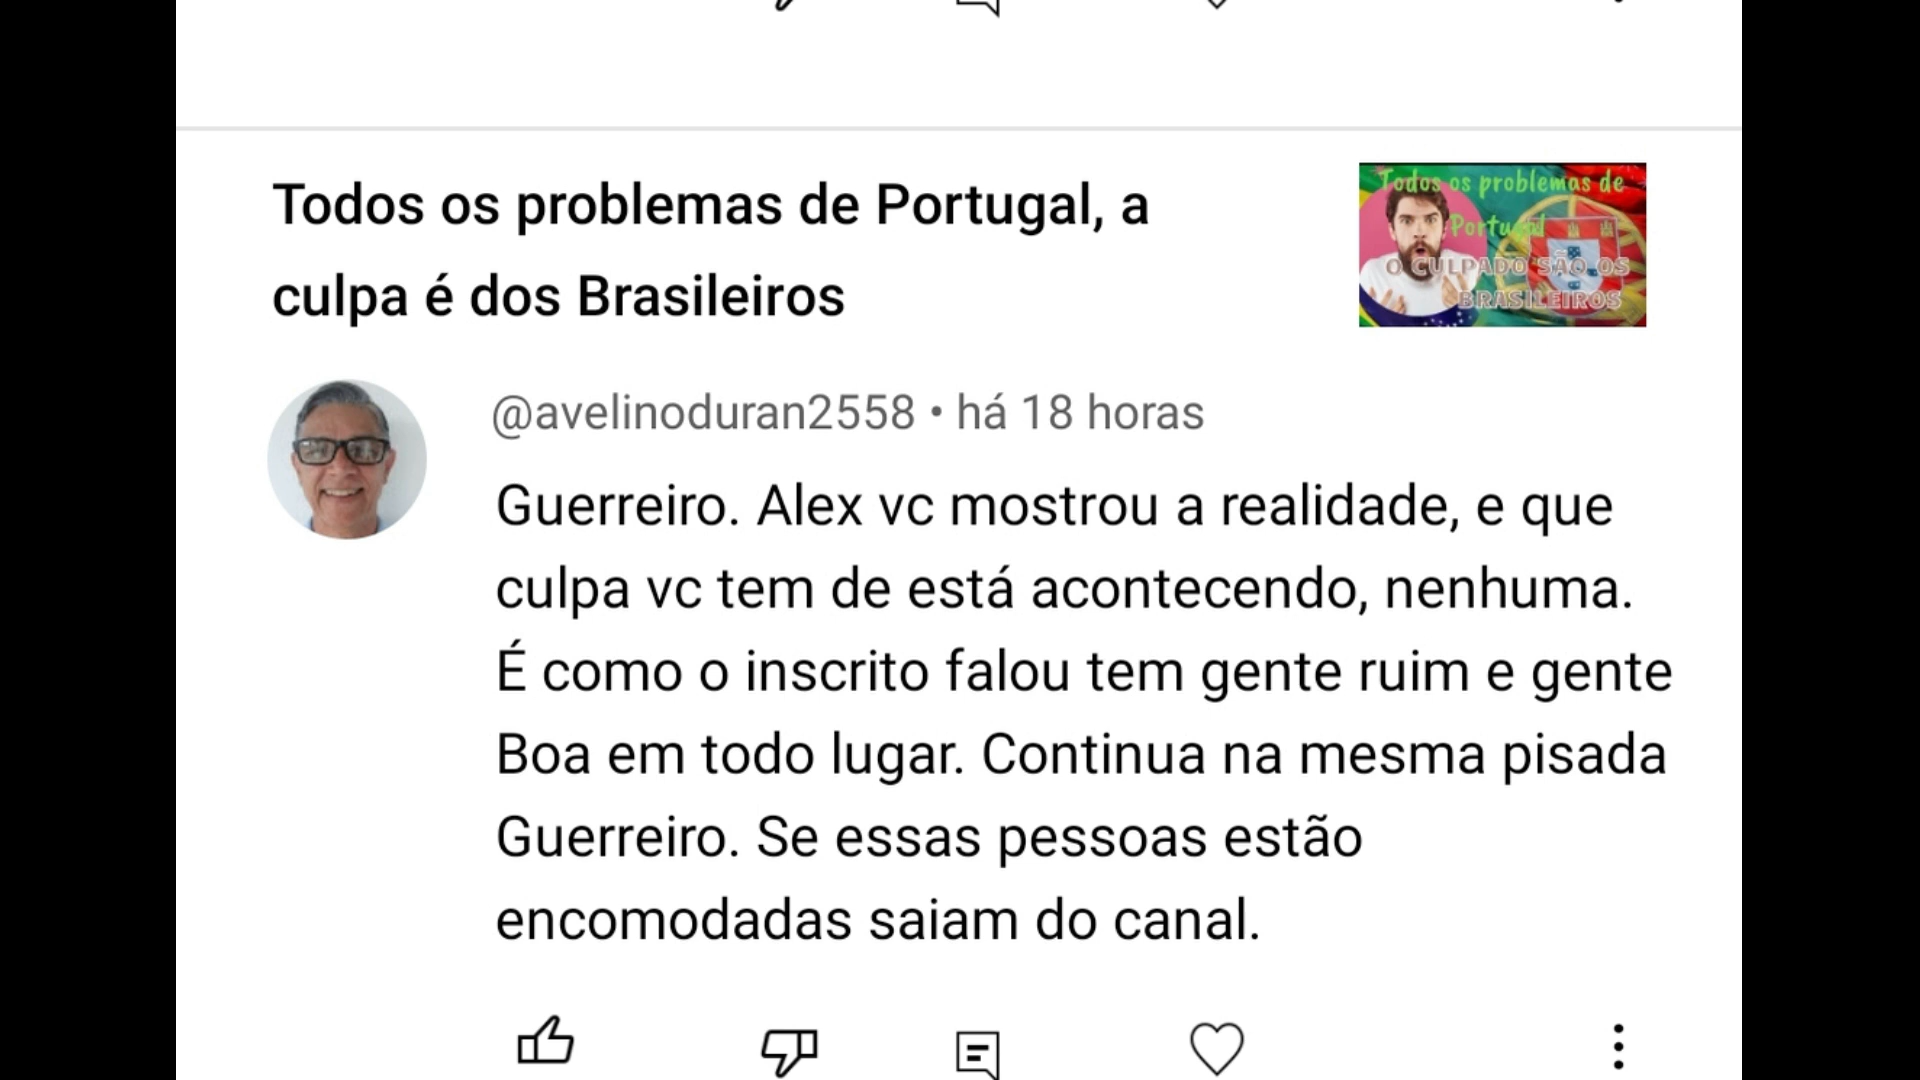 Todos os problemas de Portugal, a
culpa é dos Brasileiros
Todos os problemas de
Portugal
O CULPADO SÃO OS
BRASILEIROS
@avelinoduran2558 • há 18 horas
Guerreiro. Alex vc mostrou a realidade, e que
culpa vc tem de está acontecendo, nenhuma.
É como o inscrito falou tem gente ruim e gente
Boa em todo lugar. Continua na mesma pisada
Guerreiro. Se essas pessoas estão
encomodadas saiam do canal.